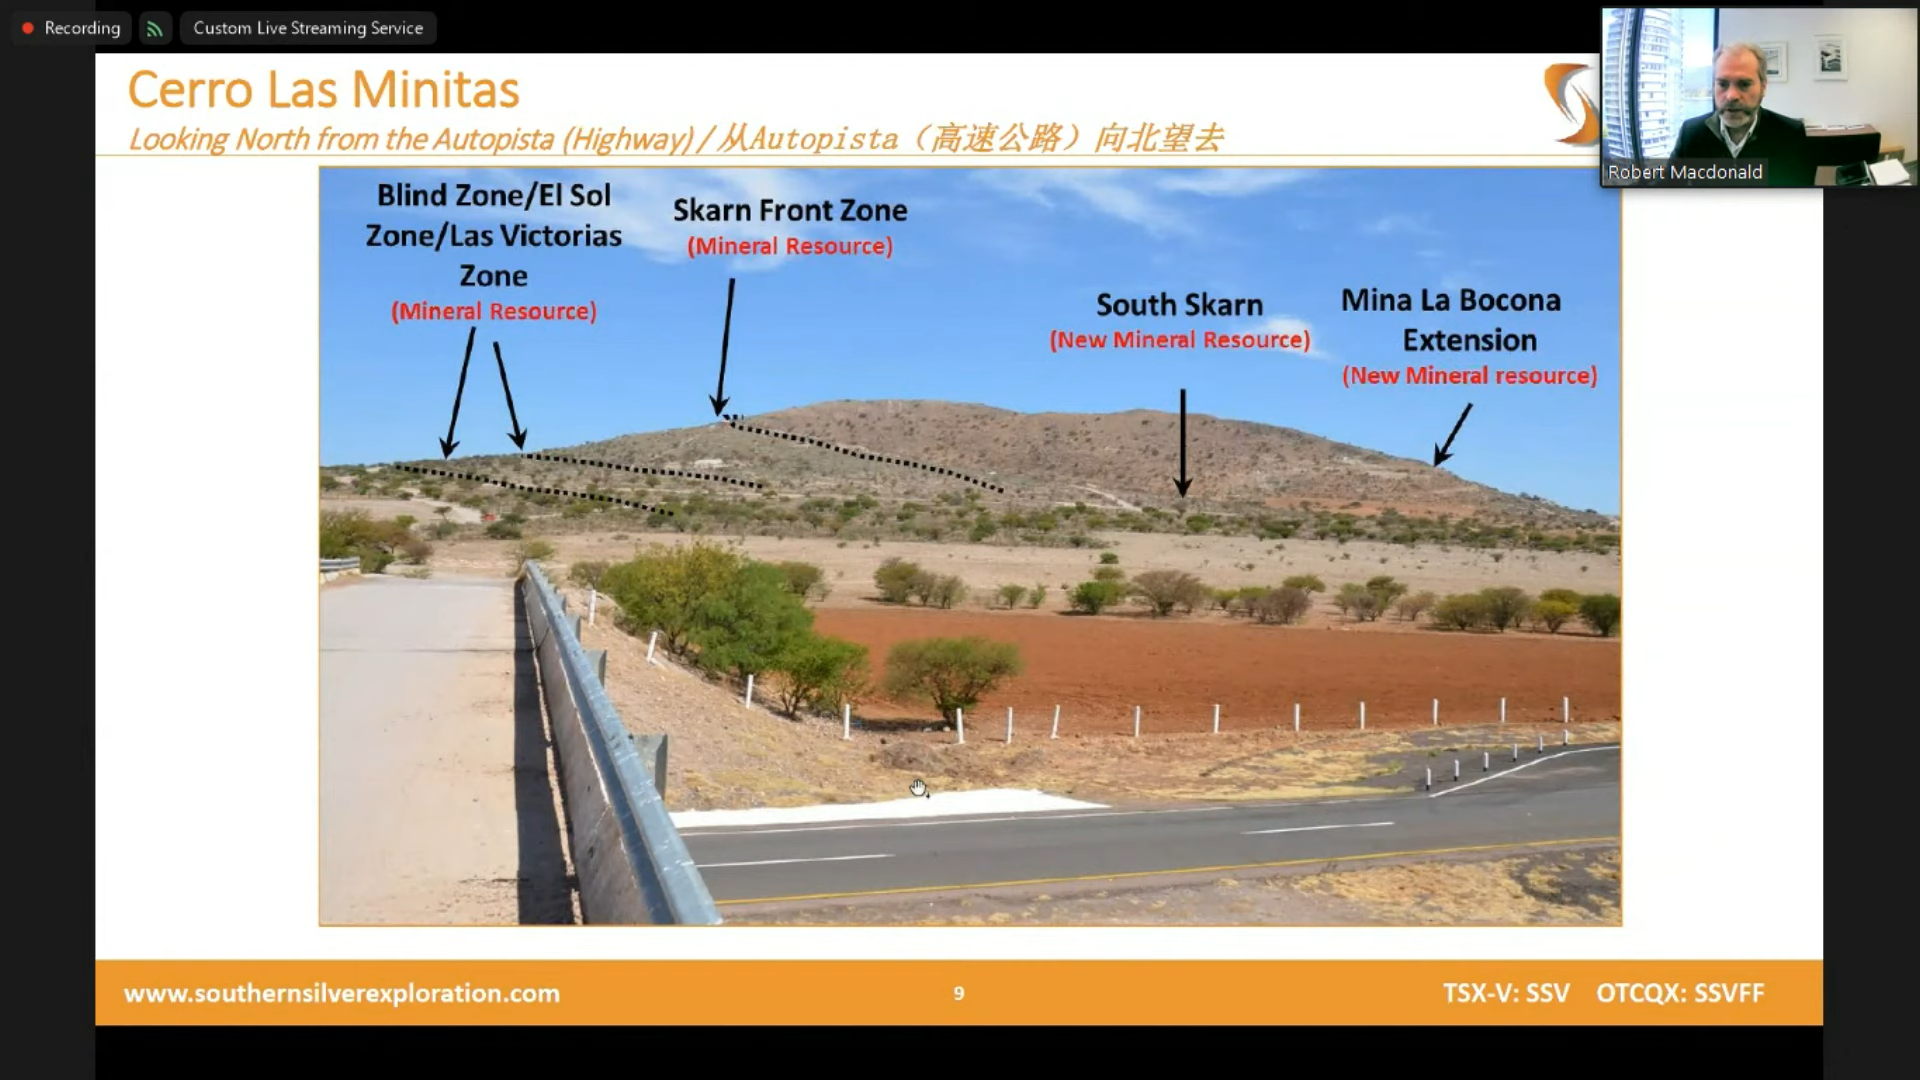 Recording
Custom Live Streaming Service
Cerro Las Minitas
Looking North from the Autopista (Highway) / 从Autopista（高速公路）向北望去
Robert Macdonald
Blind Zone/El Sol
Zone/Las Victorias
Zone
(Mineral Resource)
Skarn Front Zone
(Mineral Resource)
South Skarn
(New Mineral Resource)
Mina La Bocona
Extension
(New Mineral resource)
www.southernsilverexploration.com
9
TSX-V: SSV OTCQX: SSVFF